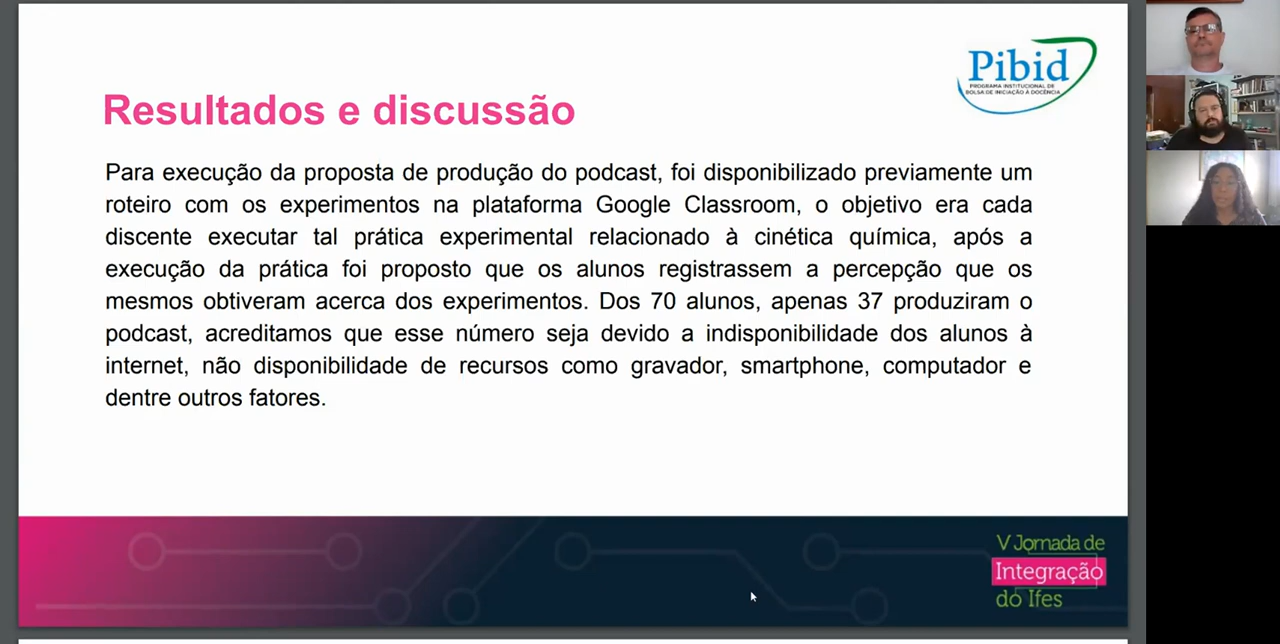 Pibid
PROGRAMA INSTITUCIONAL DE
BOLSA DE INICIAÇÃO À DOCÊNCIA
Resultados e discussão
Para execução da proposta de produção do podcast, foi disponibilizado previamente um
roteiro com os experimentos na plataforma Google Classroom, o objetivo era cada
discente executar tal prática experimental relacionado à cinética química, após a
execução da prática foi proposto que os alunos registrassem a percepção que os
mesmos obtiveram acerca dos experimentos. Dos 70 alunos, apenas 37 produziram o
podcast, acreditamos que esse número seja devido a indisponibilidade dos alunos à
internet, não disponibilidade de recursos como gravador, smartphone, computador e
dentre outros fatores.
V Jornada de
Integração
do Ifes